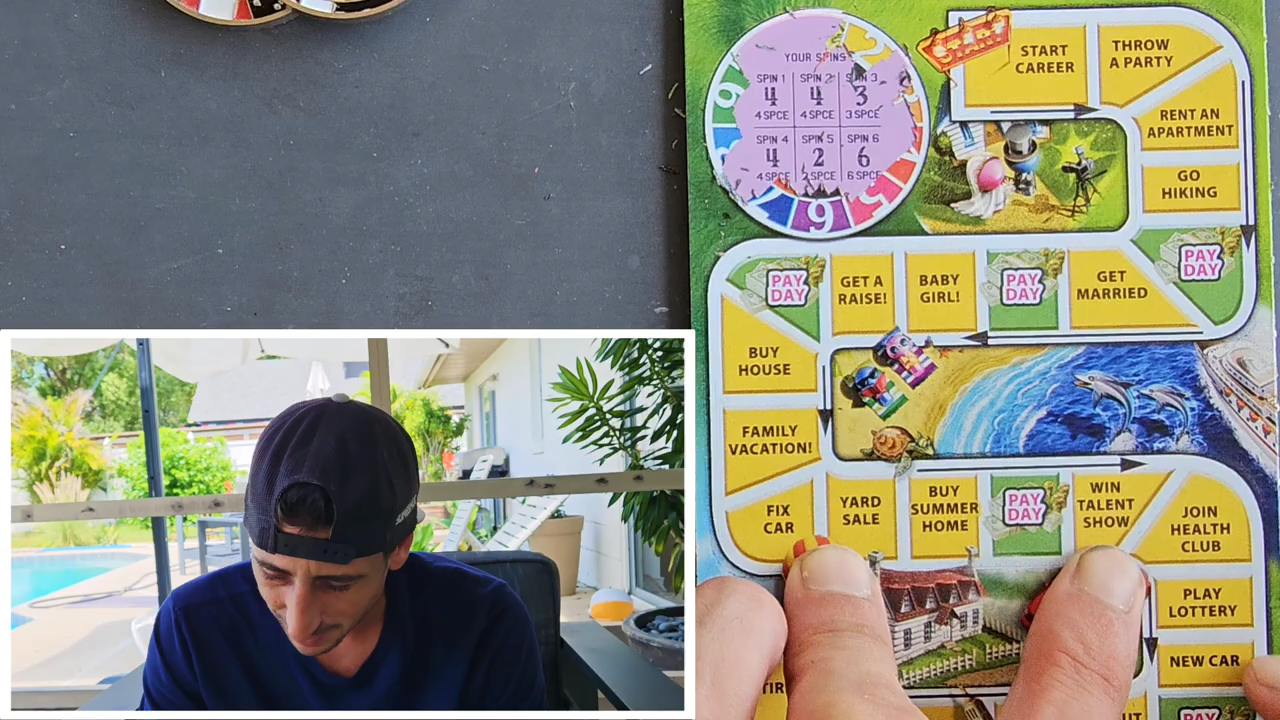 START
START CAREER
THROW A PARTY
RENT AN APARTMENT
GO HIKING
PAY DAY
GET MARRIED
PAY DAY
BABY GIRL!
GET A RAISE!
PAY DAY
BUY HOUSE
FAMILY VACATION!
FIX CAR
YARD SALE
BUY SUMMER HOME
PAY DAY
WIN TALENT SHOW
JOIN HEALTH CLUB
PLAY LOTTERY
NEW CAR
PAY
YOUR SPINS
SPIN 1 SPIN 2 SPIN 3
4 4 3
4 SPCE 4 SPCE 3 SPCE
SPIN 4 SPIN 5 SPIN 6
4 2 6
4 SPCE 2 SPCE 6 SPCE
2
9
5